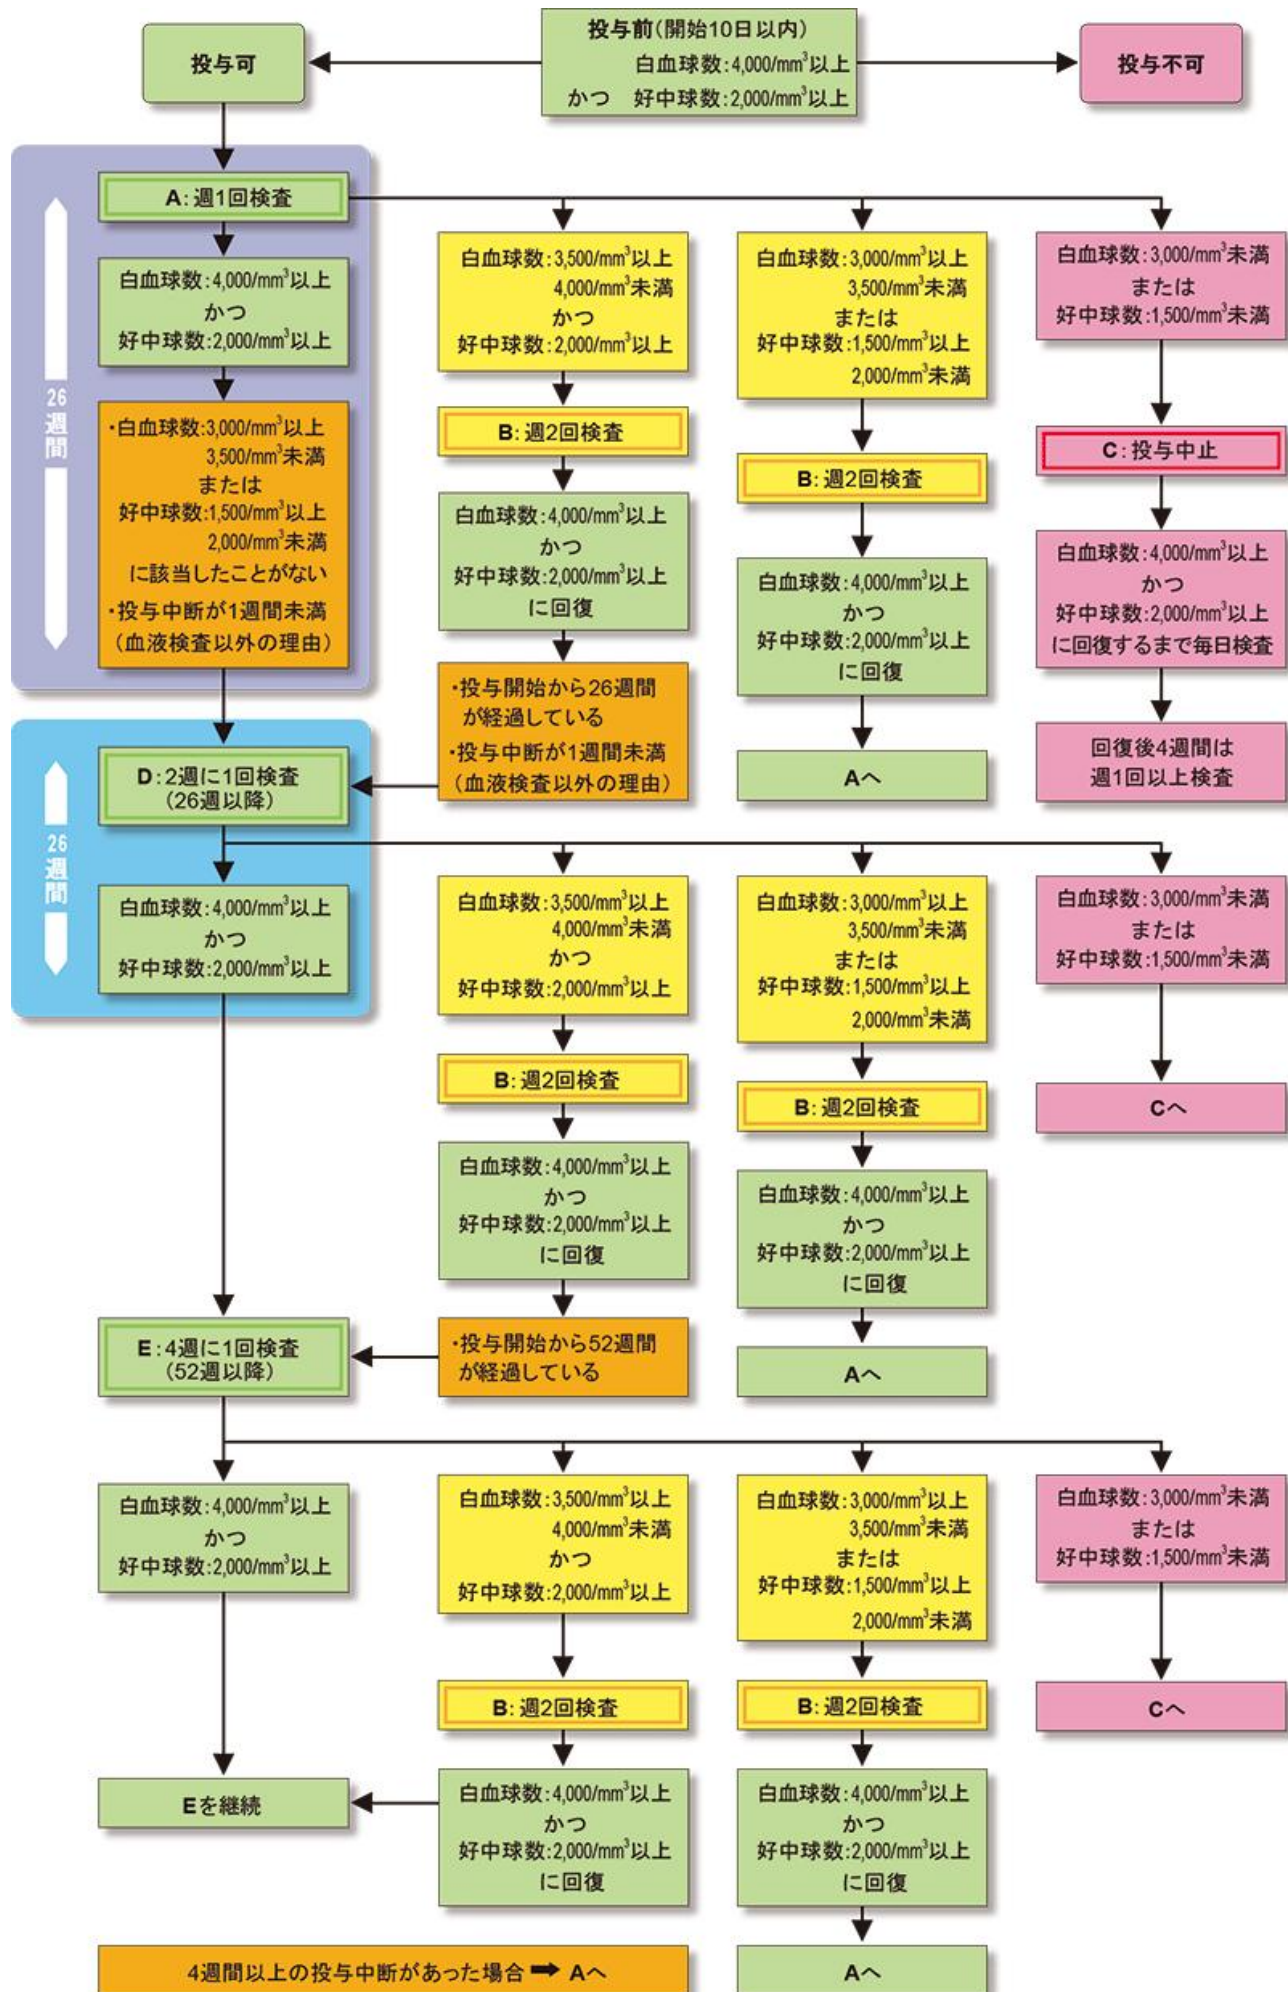 投与前(開始10日以内)
白血球数:4,000/mm³以上
かつ 好中球数:2,000/mm³以上
投与可
投与不可
A:週1回検査
白血球数:4,000/mm³以上
かつ
好中球数:2,000/mm³以上
・白血球数:3,000/mm³以上
3,500/mm³未満
または
好中球数:1,500/mm³以上
2,000/mm³未満
に該当したことがない
・投与中断が1週間未満
(血液検査以外の理由)
26
週
間
白血球数:3,500/mm³以上
4,000/mm³未満
かつ
好中球数:2,000/mm³以上
B:週2回検査
白血球数:4,000/mm³以上
かつ
好中球数:2,000/mm³以上
に回復
・投与開始から26週間
が経過している
・投与中断が1週間未満
(血液検査以外の理由)
白血球数:3,000/mm³以上
3,500/mm³未満
または
好中球数:1,500/mm³以上
2,000/mm³未満
B:週2回検査
白血球数:4,000/mm³以上
かつ
好中球数:2,000/mm³以上
に回復
Aへ
白血球数:3,000/mm³未満
または
好中球数:1,500/mm³未満
C:投与中止
白血球数:4,000/mm³以上
かつ
好中球数:2,000/mm³以上
に回復するまで毎日検査
回復後4週間は
週1回以上検査
D:2週に1回検査
(26週以降)
26
週
間
白血球数:4,000/mm³以上
かつ
好中球数:2,000/mm³以上
白血球数:3,500/mm³以上
4,000/mm³未満
かつ
好中球数:2,000/mm³以上
B:週2回検査
白血球数:4,000/mm³以上
かつ
好中球数:2,000/mm³以上
に回復
・投与開始から52週間
が経過している
白血球数:3,000/mm³以上
3,500/mm³未満
または
好中球数:1,500/mm³以上
2,000/mm³未満
B:週2回検査
白血球数:4,000/mm³以上
かつ
好中球数:2,000/mm³以上
に回復
Aへ
白血球数:3,000/mm³未満
または
好中球数:1,500/mm³未満
Cへ
E:4週に1回検査
(52週以降)
白血球数:4,000/mm³以上
かつ
好中球数:2,000/mm³以上
Eを継続
白血球数:3,500/mm³以上
4,000/mm³未満
かつ
好中球数:2,000/mm³以上
B:週2回検査
白血球数:4,000/mm³以上
かつ
好中球数:2,000/mm³以上
に回復
白血球数:3,000/mm³以上
3,500/mm³未満
または
好中球数:1,500/mm³以上
2,000/mm³未満
B:週2回検査
白血球数:4,000/mm³以上
かつ
好中球数:2,000/mm³以上
に回復
Aへ
白血球数:3,000/mm³未満
または
好中球数:1,500/mm³未満
Cへ
4週間以上の投与中断があった場合 ➡ Aへ